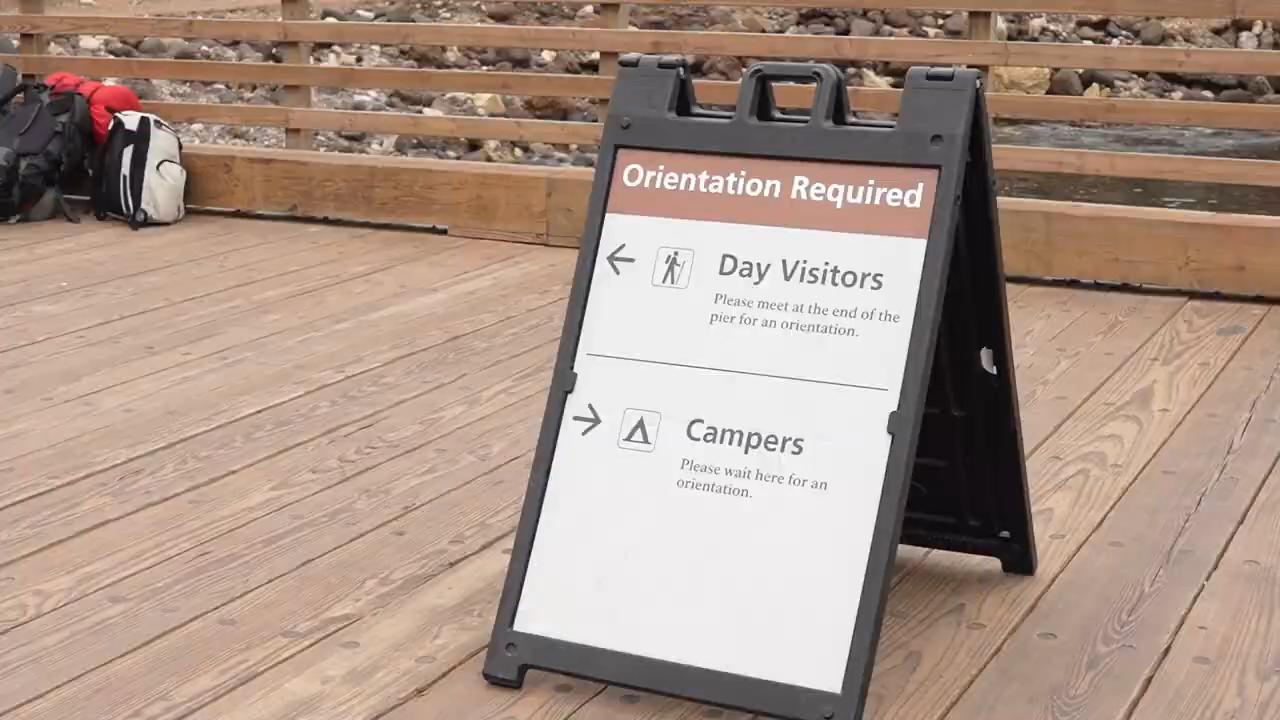 Orientation Required
Day Visitors
Please meet at the end of the
pier for an orientation.
Campers
Please wait here for an
orientation.